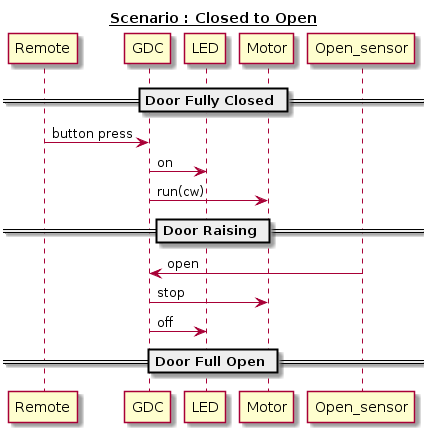 Scenario : Closed to Open
Remote GDC LED Motor Open_sensor
Door Fully Closed
button press
on
run(cw)
Door Raising
open
stop
off
Door Full Open
Remote GDC LED Motor Open_sensor